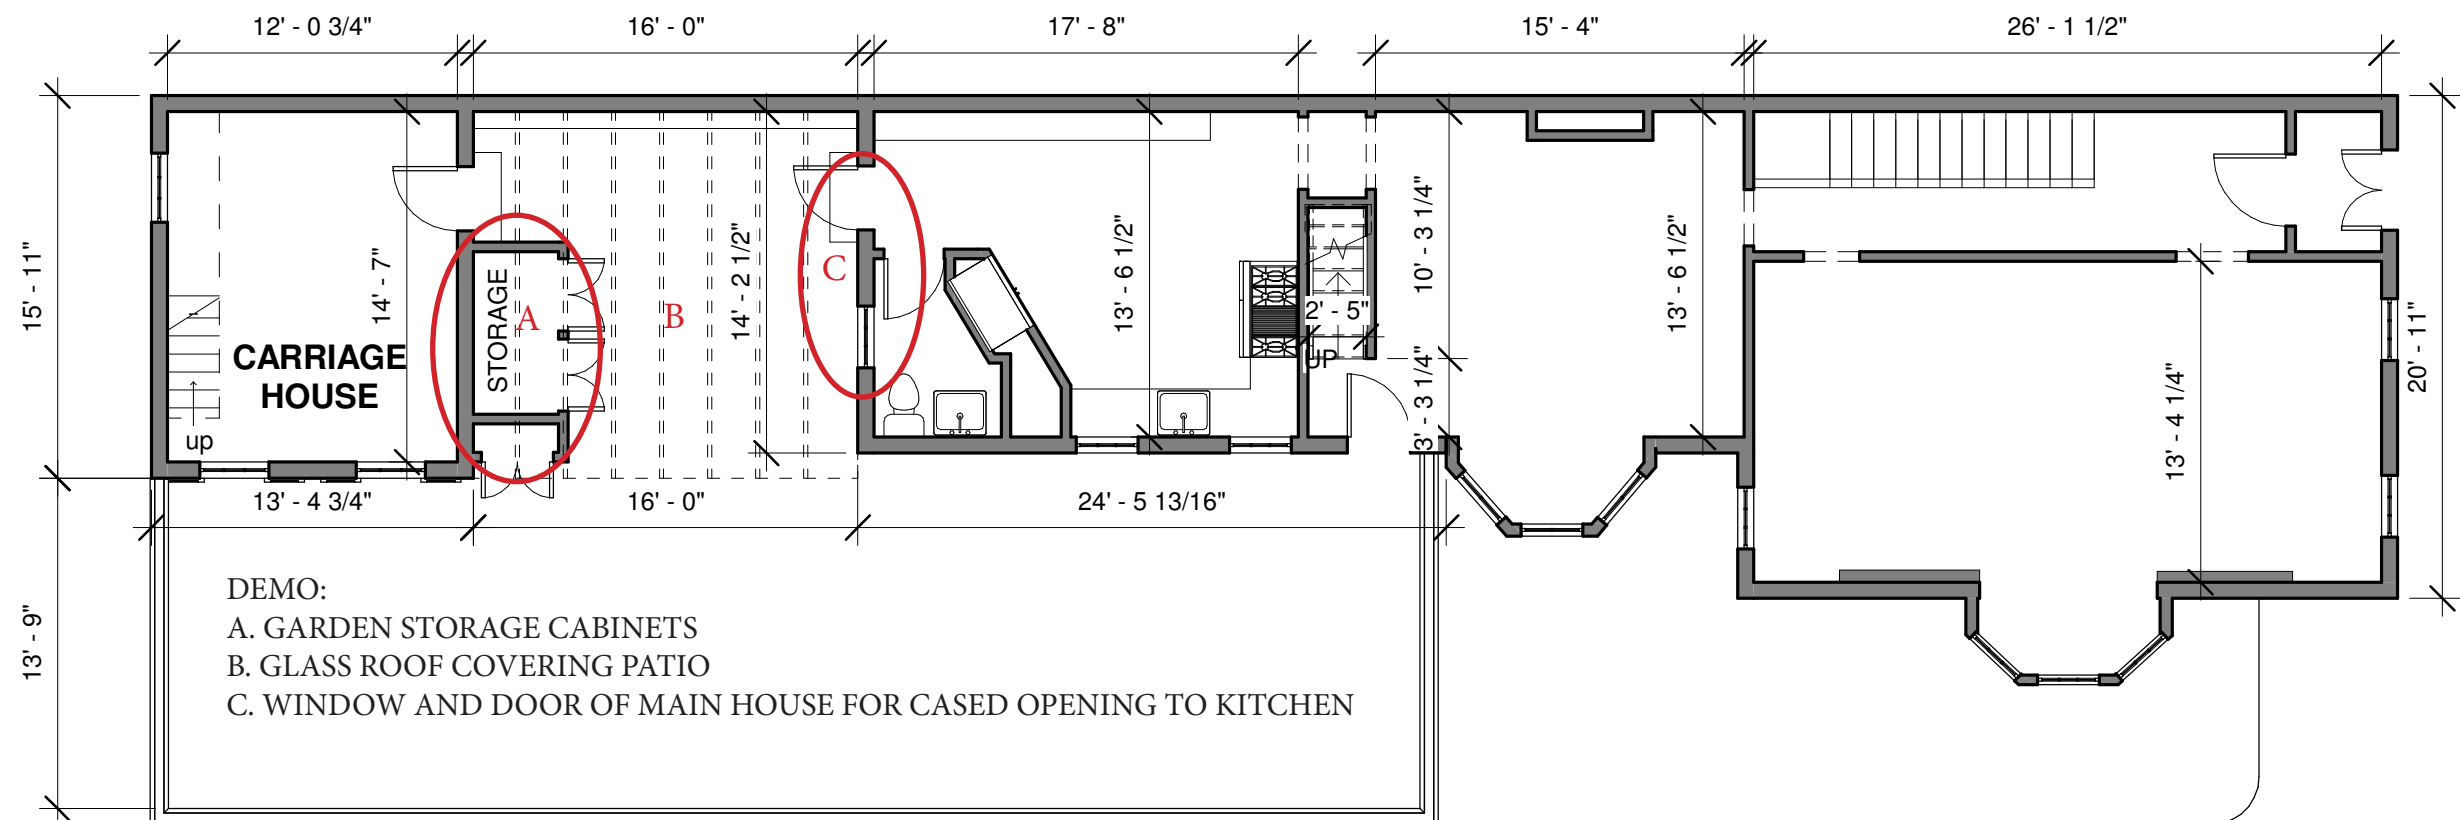 12' - 0 3/4"
16' - 0"
17' - 8"
15' - 4"
26' - 1 1/2"
15' - 11"
14' - 7"
STORAGE
A
B
14' - 2 1/2"
C
13' - 6 1/2"
2' - 5"
UP
10' - 3 1/4"
3' - 3 1/4"
13' - 6 1/2"
13' - 4 1/4"
20' - 11"
CARRIAGE
HOUSE
up
13' - 4 3/4"
16' - 0"
24' - 5 13/16"
13' - 9"
DEMO:
A. GARDEN STORAGE CABINETS
B. GLASS ROOF COVERING PATIO
C. WINDOW AND DOOR OF MAIN HOUSE FOR CASED OPENING TO KITCHEN